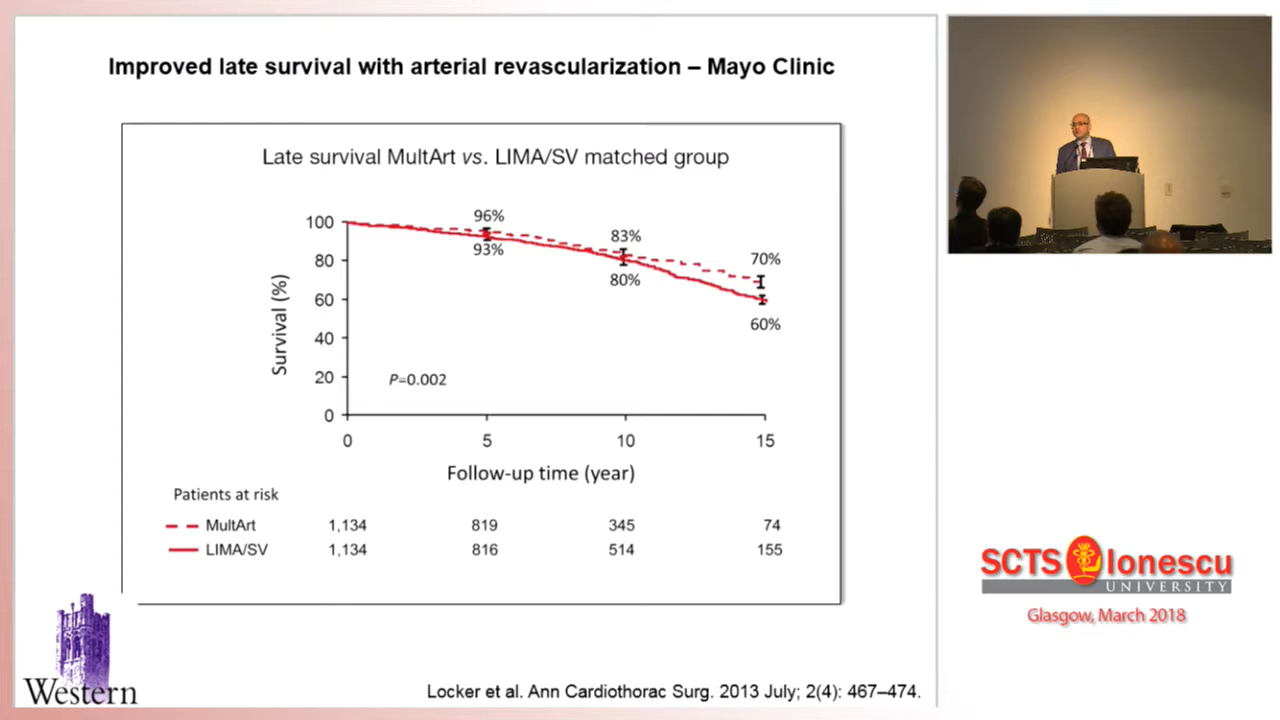 Improved late survival with arterial revascularization – Mayo Clinic
Late survival MultArt vs. LIMA/SV matched group
100
80
60
40
20
0
Survival (%)
96%
93%
83%
80%
70%
60%
P=0.002
0 5 10 15
Follow-up time (year)
Patients at risk
MultArt 1,134 819 345 74
LIMA/SV 1,134 816 514 155
Western
Locker et al. Ann Cardiothorac Surg. 2013 July; 2(4): 467–474.
SCTS Ionescu
UNIVERSITY
Glasgow, March 2018